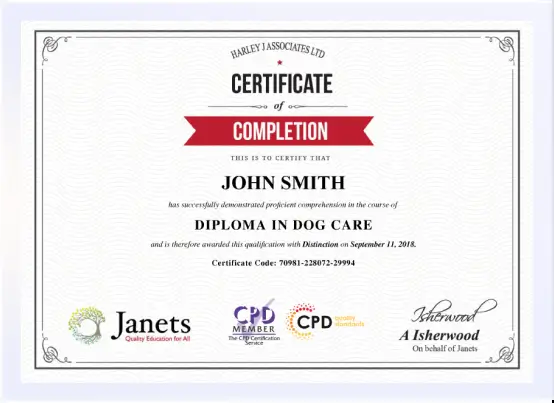 HARLEY J ASSOCIATES LTD
CERTIFICATE
of
COMPLETION
THIS IS TO CERTIFY THAT
JOHN SMITH
has successfully demonstrated proficient comprehension in the course of
DIPLOMA IN DOG CARE
and is therefore awarded this qualification with Distinction on September 11, 2018.
Certificate Code: 70981-228072-29994
Janets
Quality Education for All
CPD
MEMBER
The CPD Certification
Service
CPD
quality
standards
Isherwood
A Isherwood
On behalf of Janets